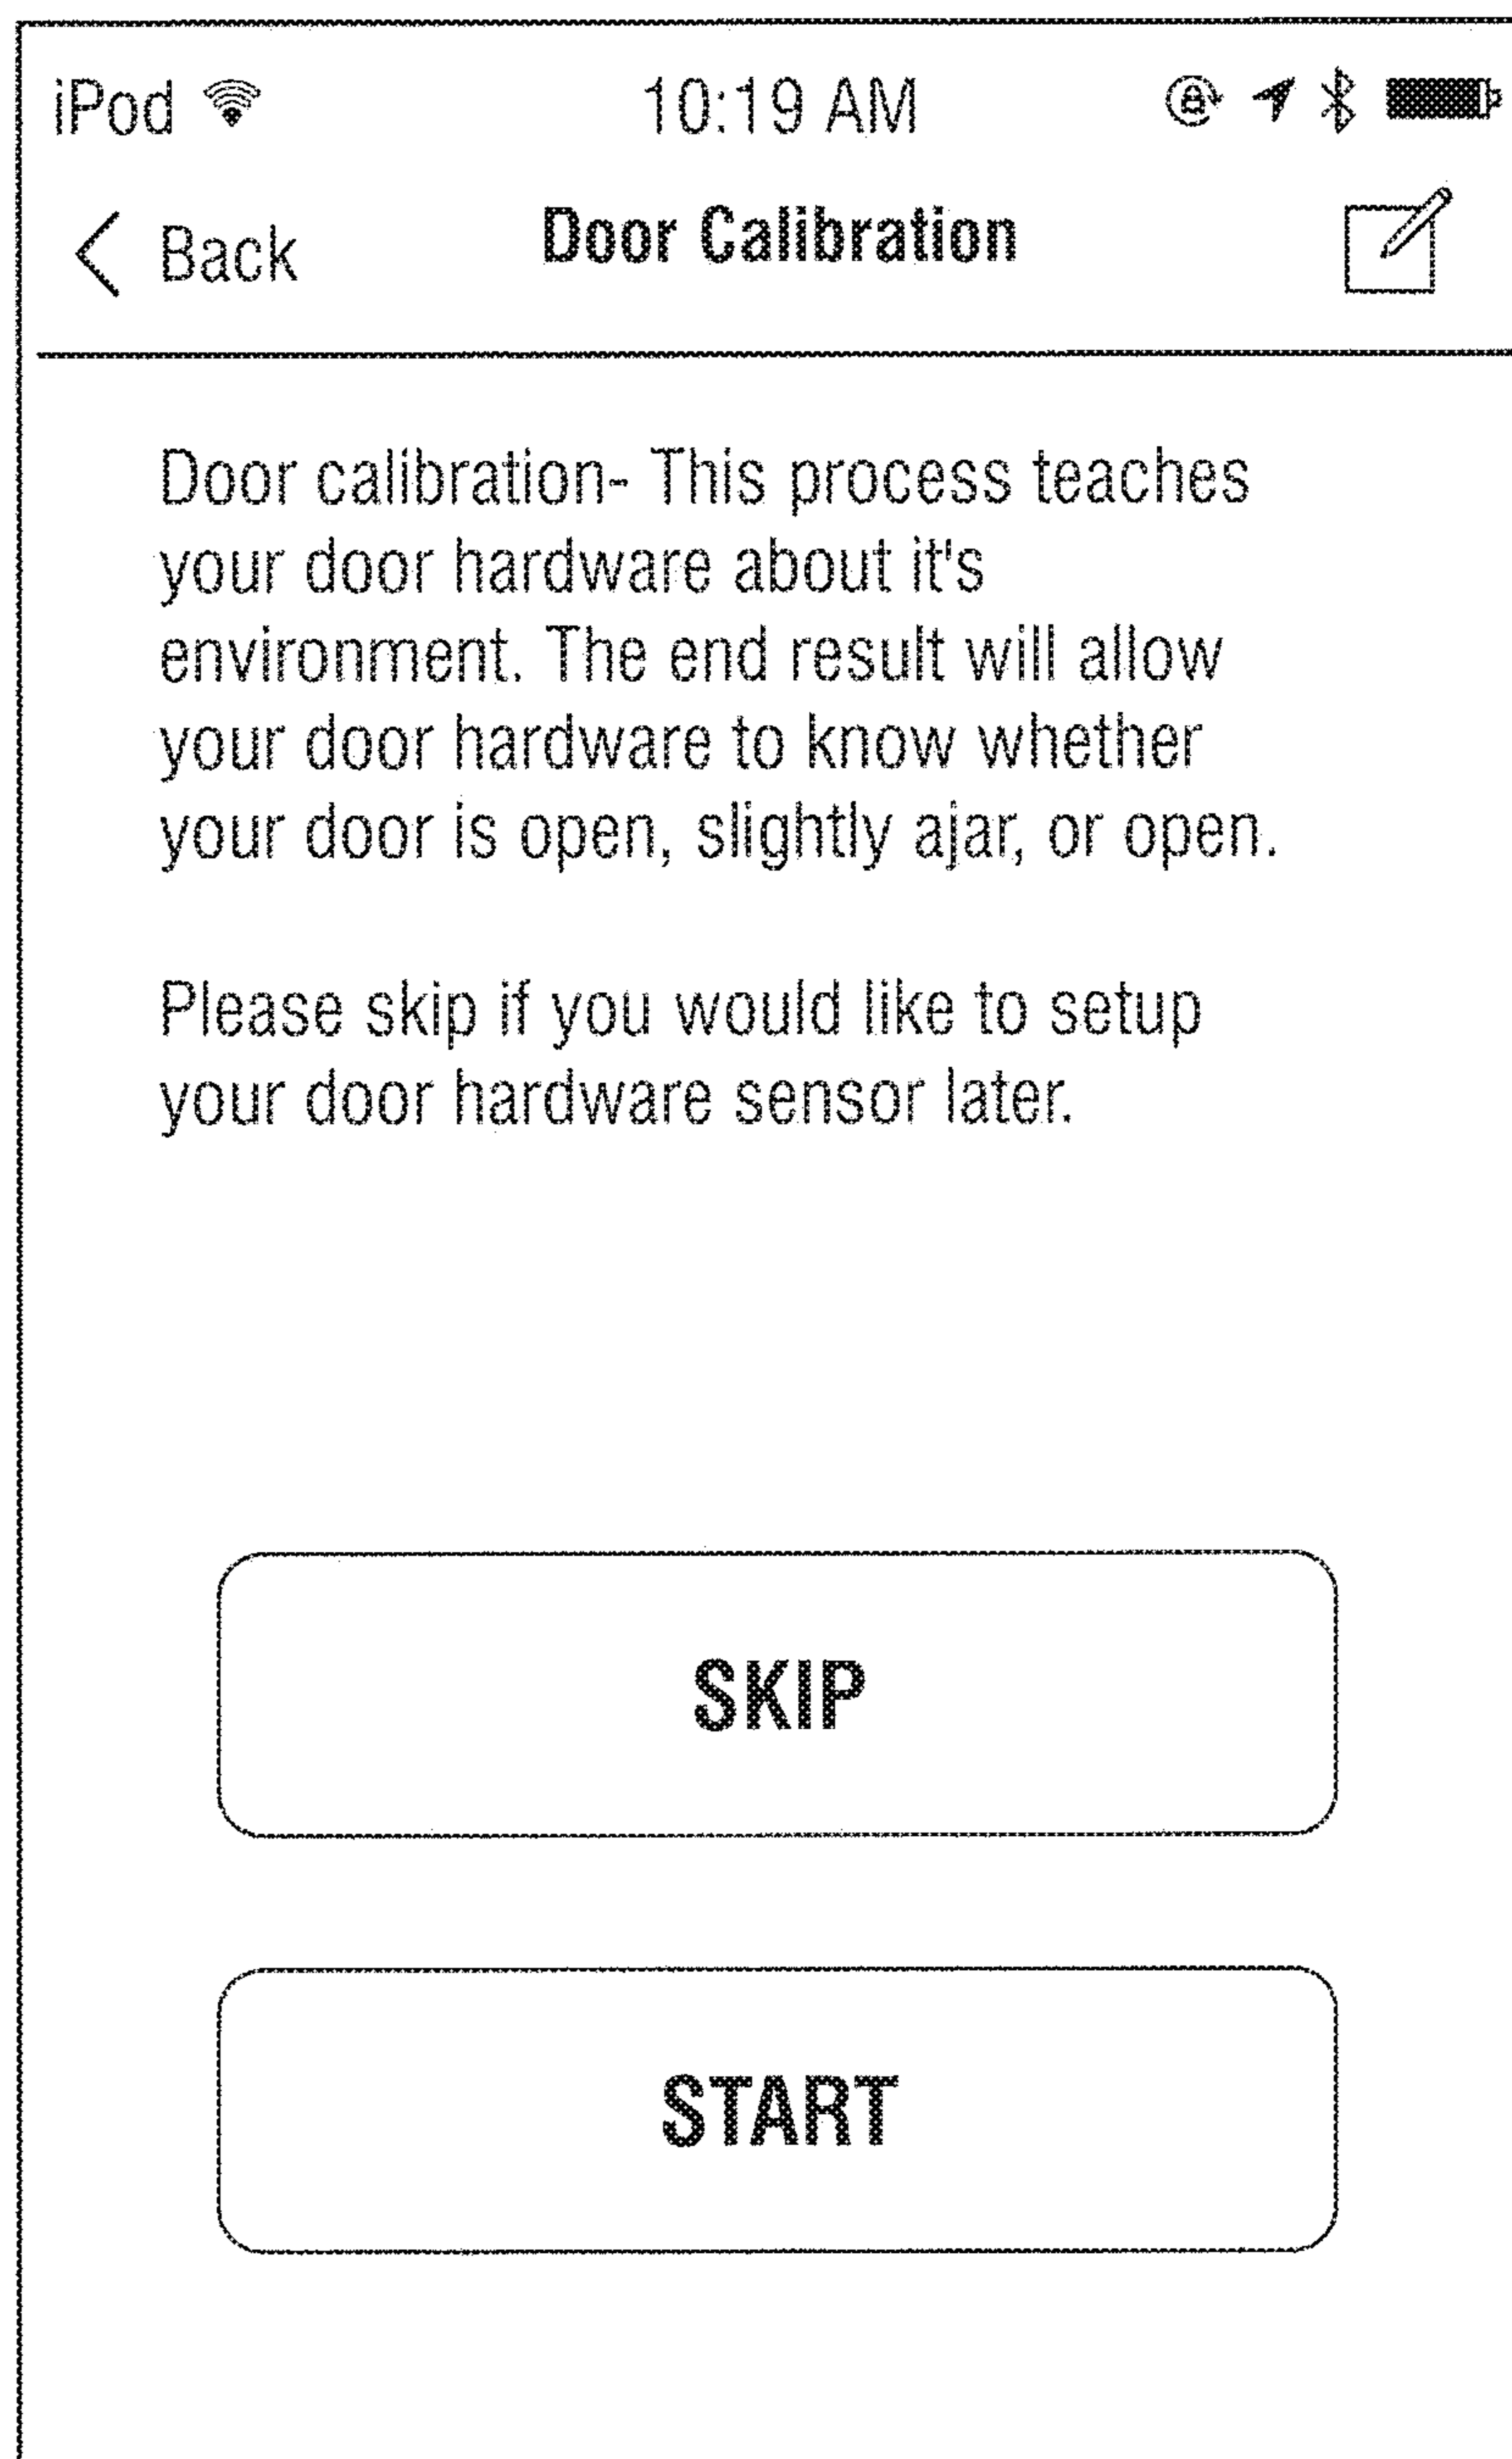 iPod 10:19 AM
Back Door Calibration
Door calibration- This process teaches
your door hardware about it's
environment. The end result will allow
your door hardware to know whether
your door is open, slightly ajar, or open.
Please skip if you would like to setup
your door hardware sensor later.
SKIP
START